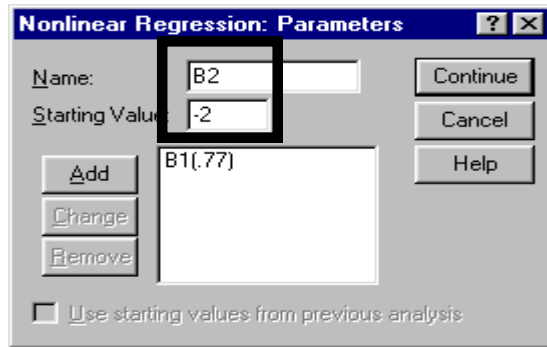 Nonlinear Regression: Parameters
Name: B2
Continue
Starting Value: -2
Cancel
Add
B1(.77)
Help
Change
Remove
Use starting values from previous analysis